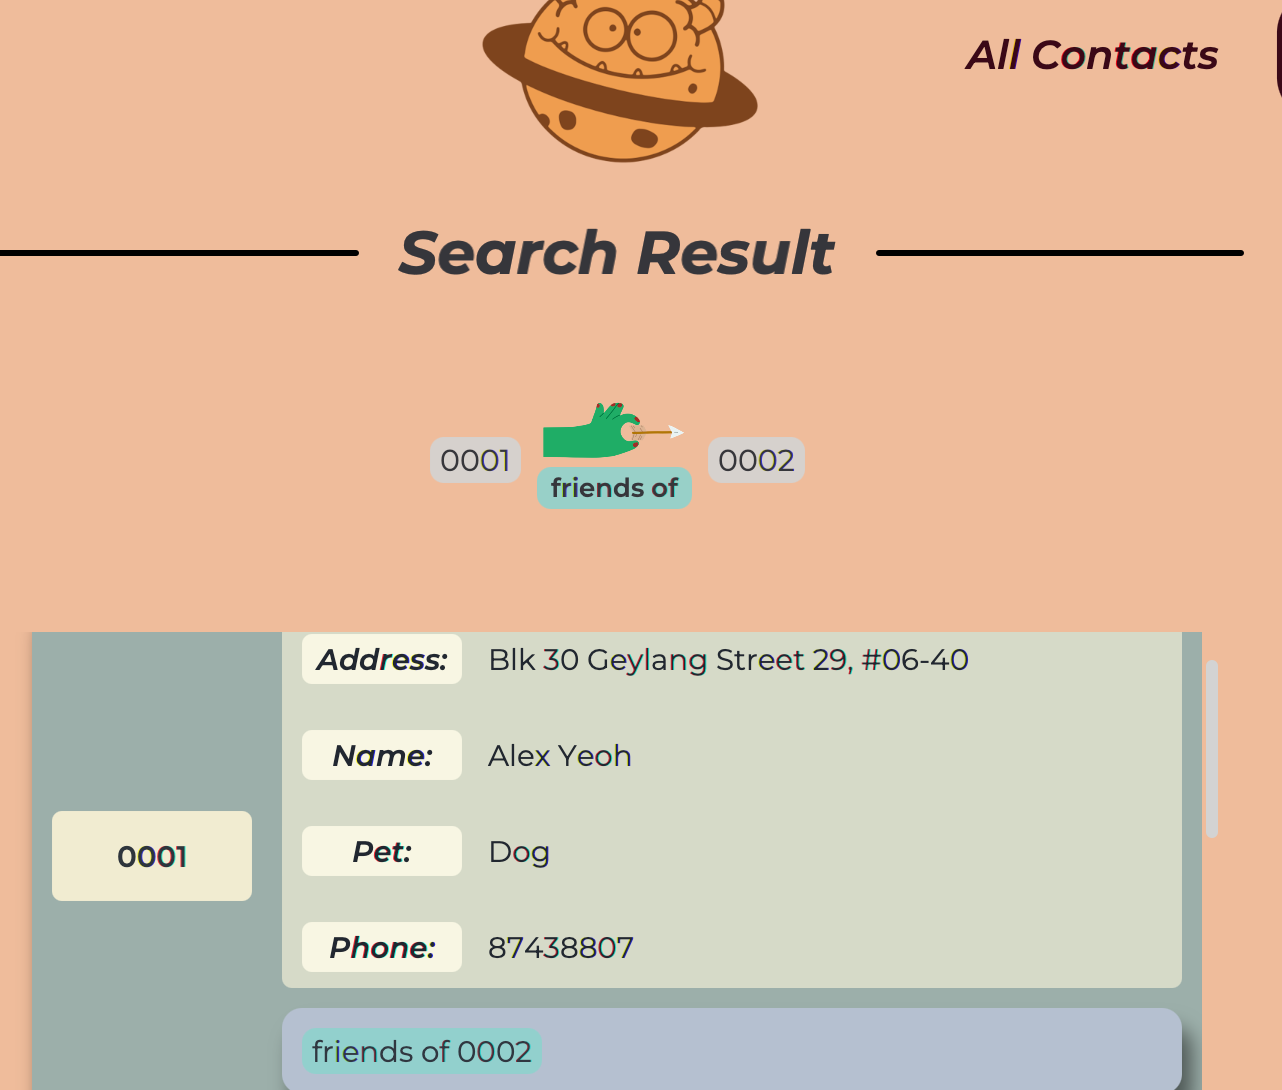 All Contacts
Search Result
0001 friends of 0002
Address: Blk 30 Geylang Street 29, #06-40
Name: Alex Yeoh
0001
Pet: Dog
Phone: 87438807
friends of 0002